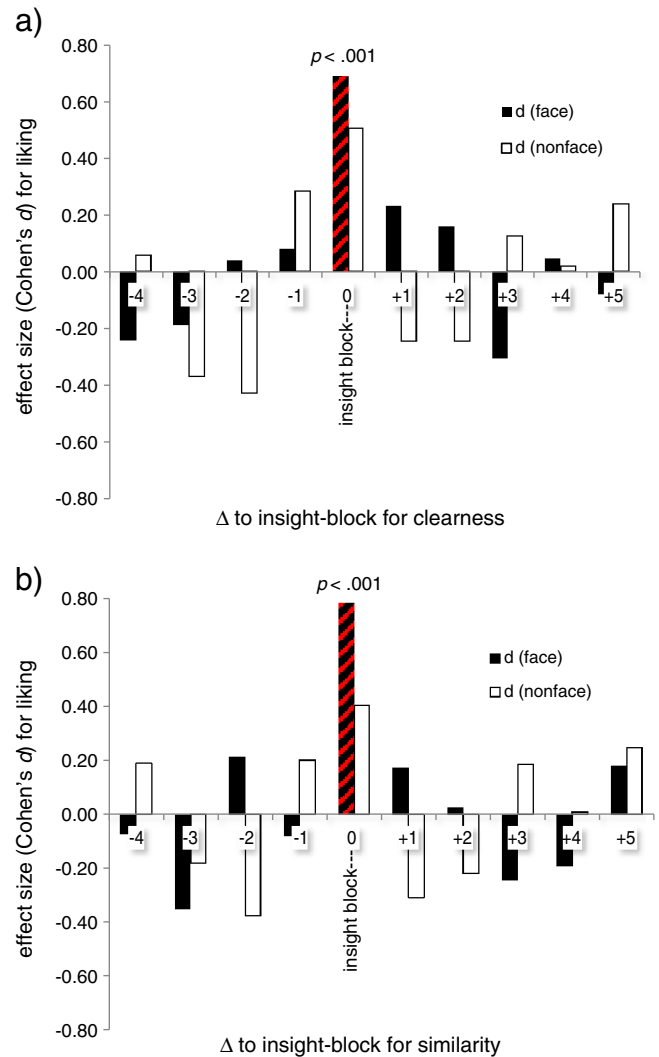 a)
0.80
p < .001
0.60
d (face)
0.40
d (nonface)
0.20
0.00
-4 -3 -2 -1 0 +1 +2 +3 +4 +5
-0.20
-0.40
-0.60
-0.80
insight block----
effect size (Cohen's d) for liking
Δ to insight-block for clearness
b)
p < .001
0.80
0.60
d (face)
d (nonface)
0.40
0.20
0.00
-4 -3 -2 -1 0 +1 +2 +3 +4 +5
-0.20
-0.40
-0.60
-0.80
insight block----
effect size (Cohen's d) for liking
Δ to insight-block for similarity